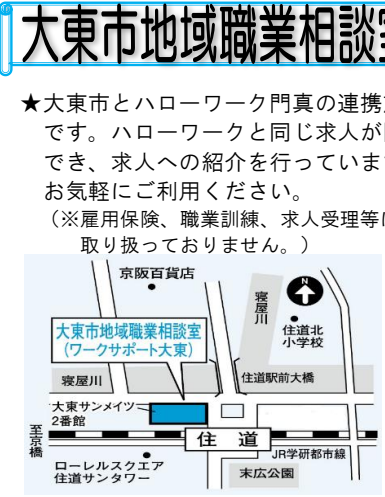 大東市地域職業相談
★大東市とハローワーク門真の連携
です。ハローワークと同じ求人が
でき、求人への紹介を行っていま
お気軽にご利用ください。
(※雇用保険、職業訓練、求人受理等
取り扱っておりません。)
京阪百貨店
N
寝屋川
住道北
小学校
大東市地域職業相談室
(ワークサポート大東)
寝屋川
住道駅前大橋
大東サンメイツ
2番館
至京橋
住道
JR学研都市線
ローレルスクエア
住道サンタワー
末広公園